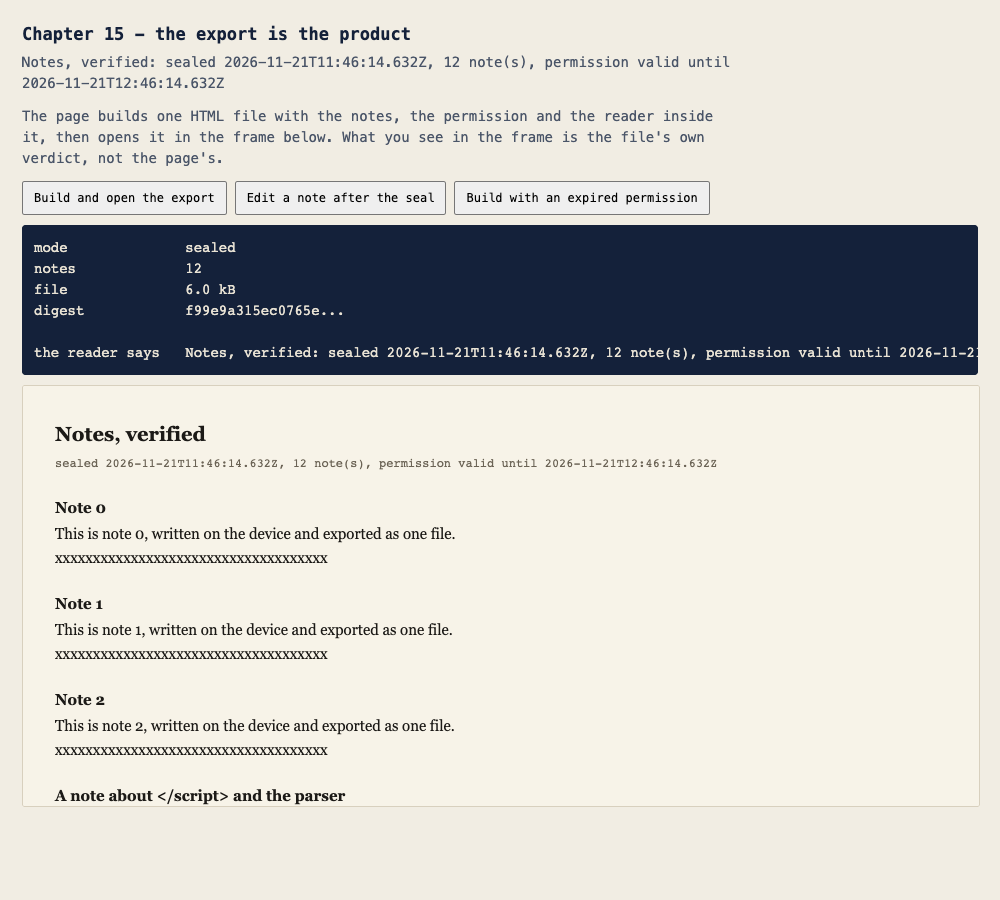 Chapter 15 — the export is the product
Notes, verified: sealed 2026-11-21T11:46:14.632Z, 12 note(s), permission valid until
2026-11-21T12:46:14.632Z
The page builds one HTML file with the notes, the permission and the reader inside
it, then opens it in the frame below. What you see in the frame is the file's own
verdict, not the page's.
Build and open the export
Edit a note after the seal
Build with an expired permission
mode sealed
notes 12
file 6.0 kB
digest f99e9a315ec0765e...
the reader says Notes, verified: sealed 2026-11-21T11:46:14.632Z, 12 note(s), permission valid until 2026-11-21
Notes, verified
sealed 2026-11-21T11:46:14.632Z, 12 note(s), permission valid until 2026-11-21T12:46:14.632Z
Note 0
This is note 0, written on the device and exported as one file.
xxxxxxxxxxxxxxxxxxxxxxxxxxxxxxxxxxxx
Note 1
This is note 1, written on the device and exported as one file.
xxxxxxxxxxxxxxxxxxxxxxxxxxxxxxxxxxxx
Note 2
This is note 2, written on the device and exported as one file.
xxxxxxxxxxxxxxxxxxxxxxxxxxxxxxxxxxxx
A note about </script> and the parser